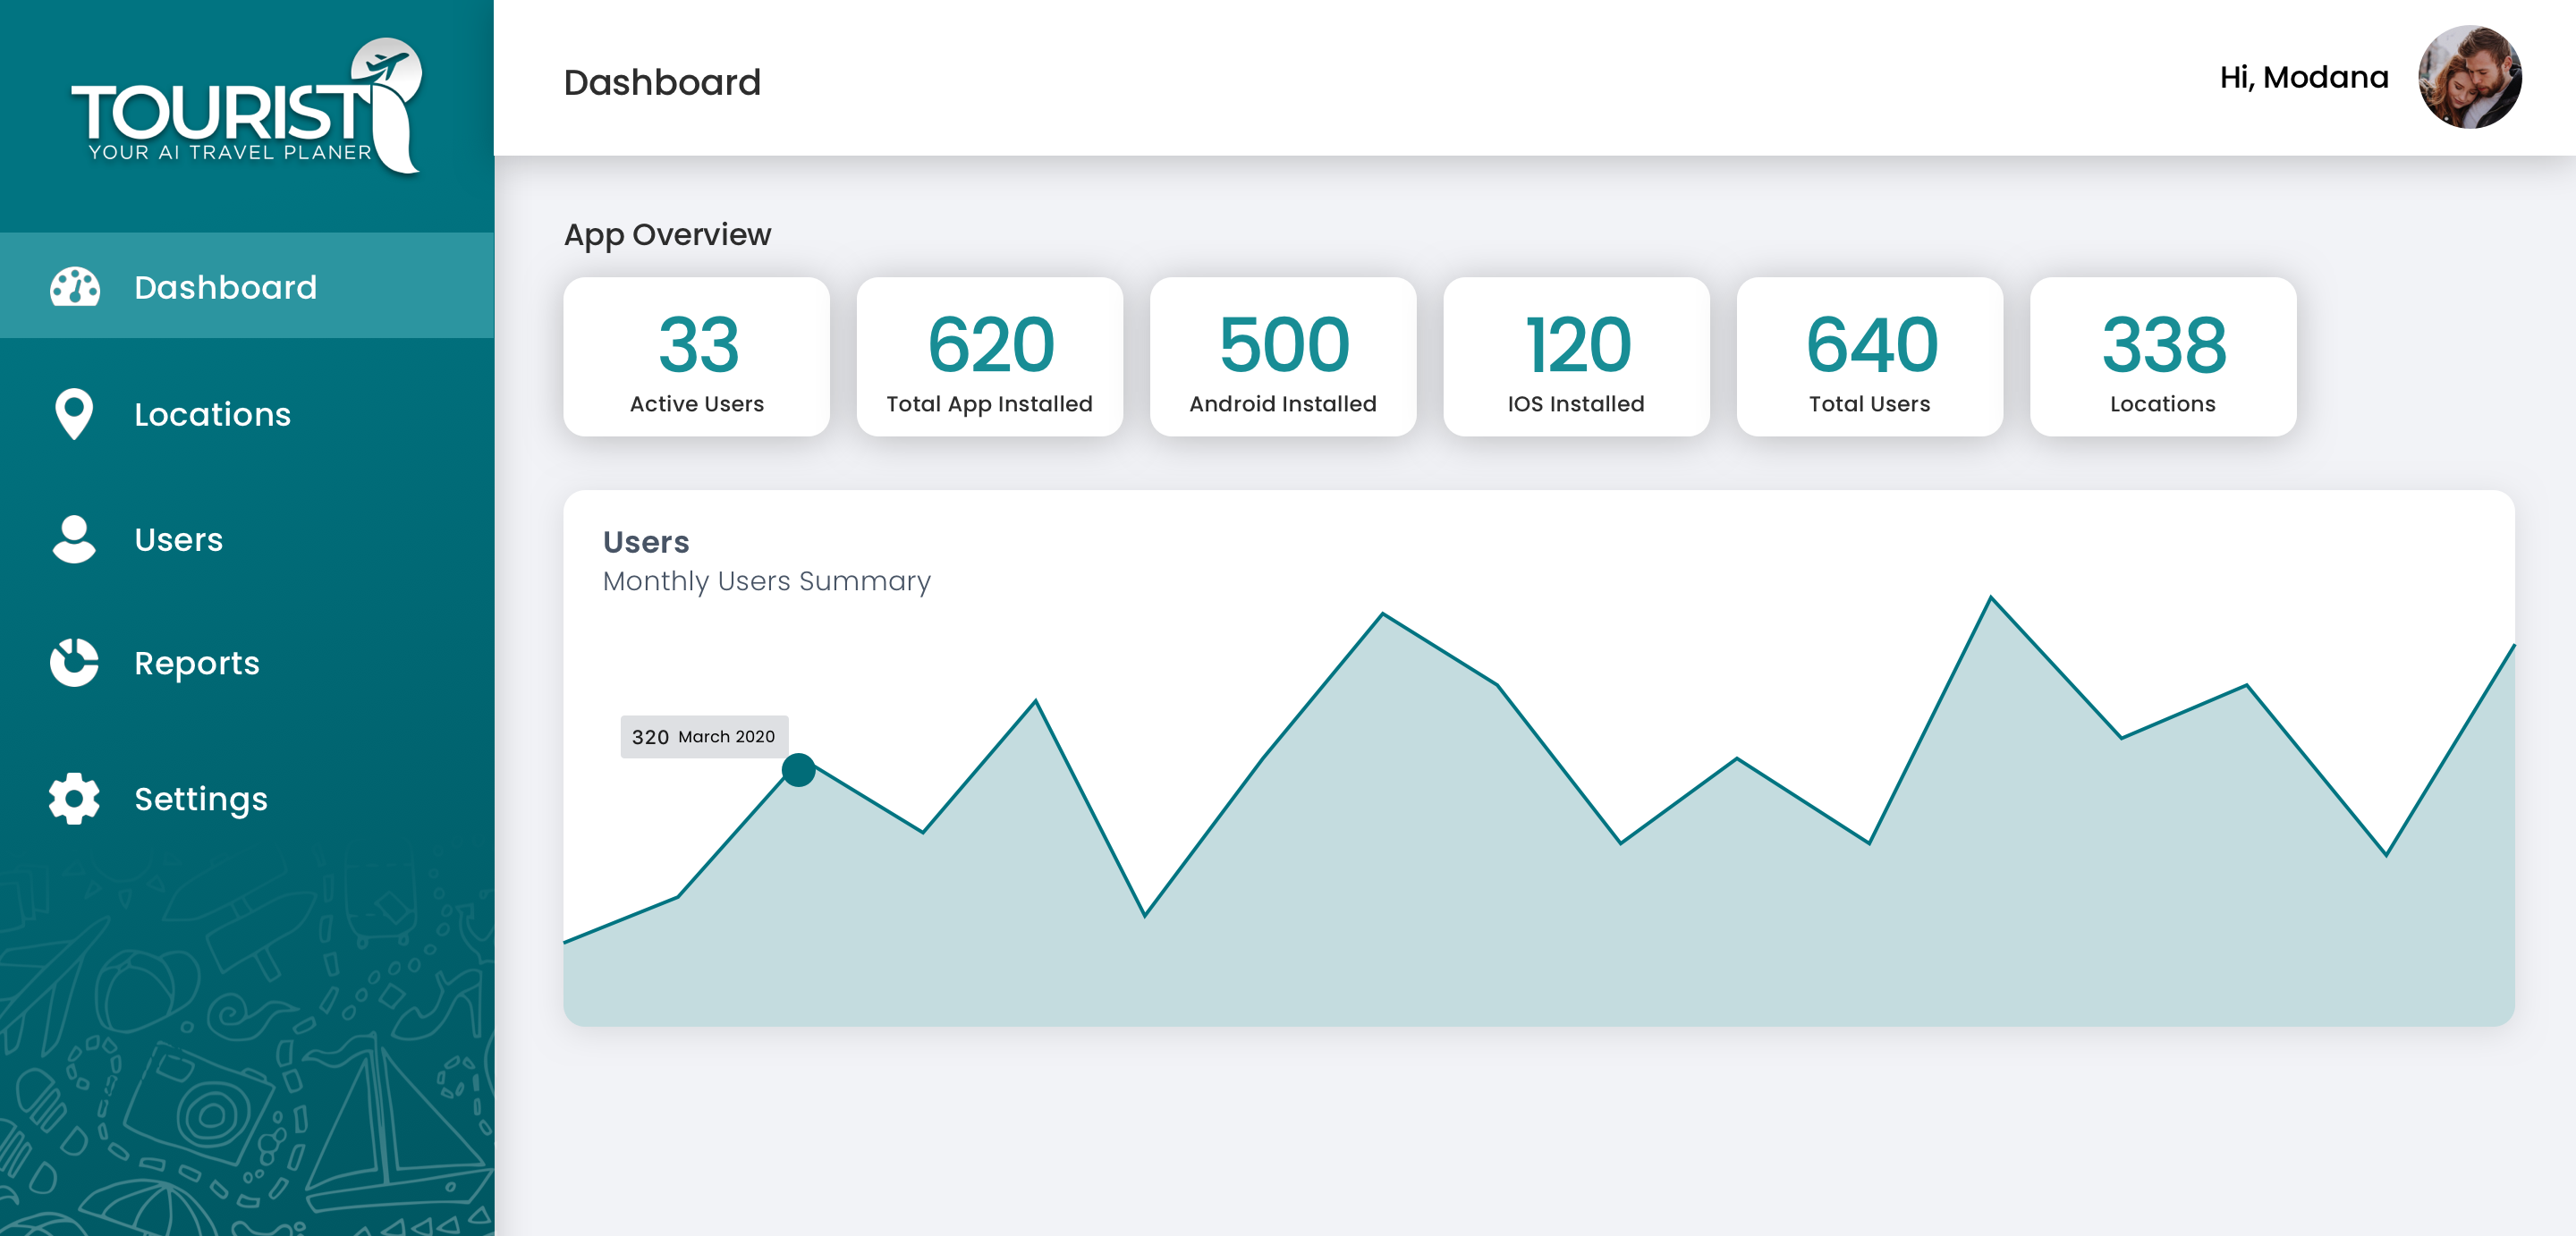 TOURIST
YOUR AI TRAVEL PLANER
Dashboard
Locations
Users
Reports
Settings
Dashboard
Hi, Modana
App Overview
33
Active Users
620
Total App Installed
500
Android Installed
120
IOS Installed
640
Total Users
338
Locations
Users
Monthly Users Summary
320 March 2020